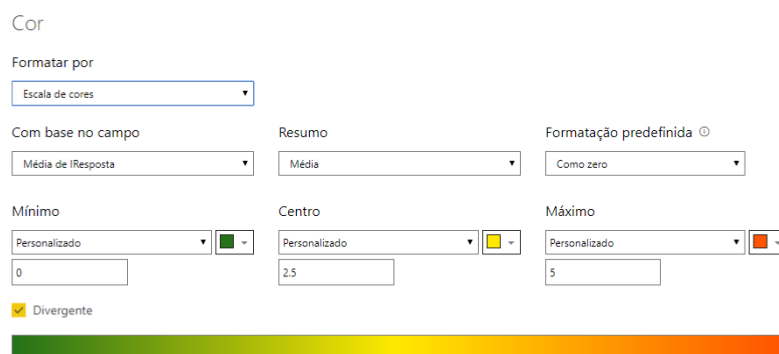 Cor
Formatar por
Escala de cores
Com base no campo Resumo Formatação predefinida
Média de IResposta Média Como zero
Mínimo Centro Máximo
Personalizado Personalizado Personalizado
0 2.5 5
Divergente